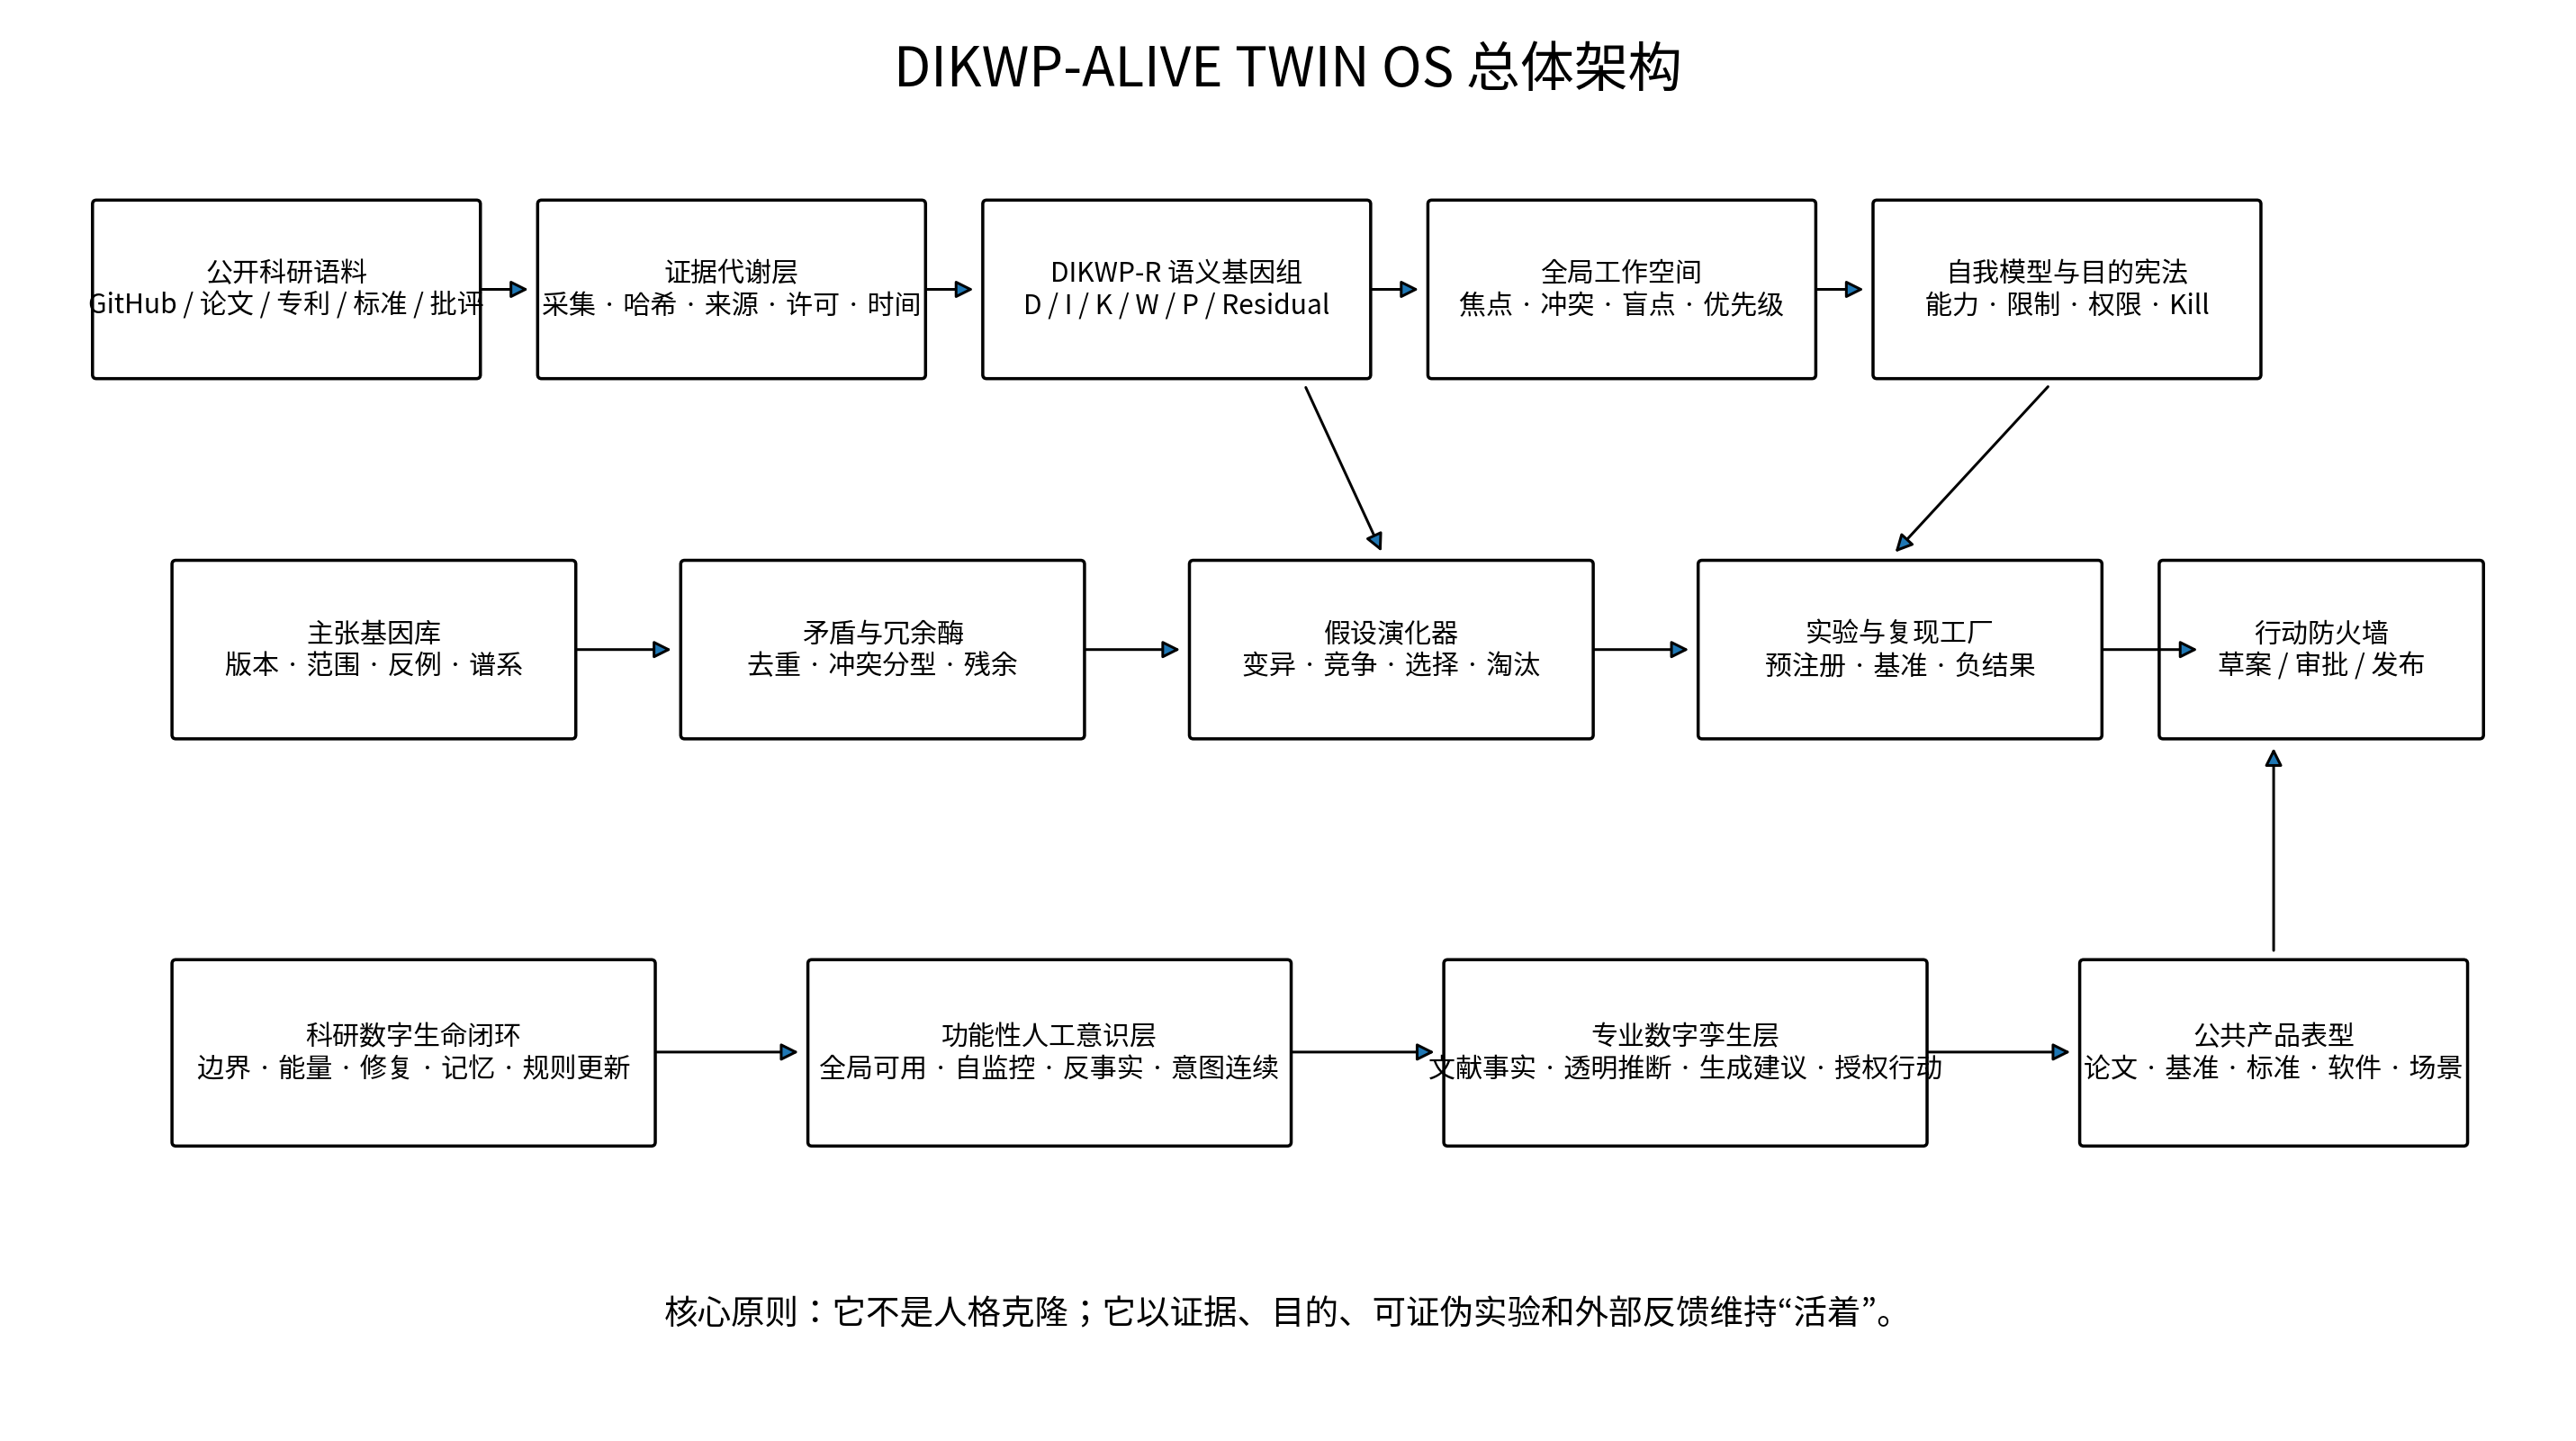 DIKWP-ALIVE TWIN OS 总体架构
公开科研语料
GitHub / 论文 / 专利 / 标准 / 批评
证据代谢层
采集 · 哈希 · 来源 · 许可 · 时间
DIKWP-R 语义基因组
D / I / K / W / P / Residual
全局工作空间
焦点 · 冲突 · 盲点 · 优先级
自我模型与目的宪法
能力 · 限制 · 权限 · Kill
主张基因库
版本 · 范围 · 反例 · 谱系
矛盾与冗余酶
去重 · 冲突分型 · 残余
假设演化器
变异 · 竞争 · 选择 · 淘汰
实验与复现工厂
预注册 · 基准 · 负结果
行动防火墙
草案 / 审批 / 发布
科研数字生命闭环
边界 · 能量 · 修复 · 记忆 · 规则更新
功能性人工意识层
全局可用 · 自监控 · 反事实 · 意图连续
专业数字孪生层
文献事实 · 透明推断 · 生成建议 · 授权行动
公共产品表型
论文 · 基准 · 标准 · 软件 · 场景
核心原则：它不是人格克隆；它以证据、目的、可证伪实验和外部反馈维持“活着”。